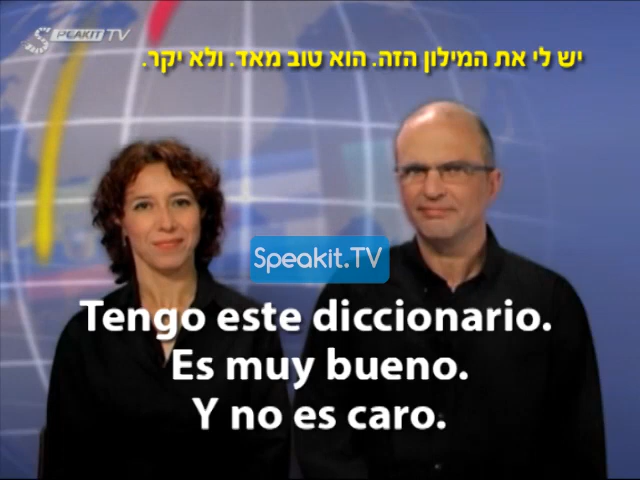 SPEAKIT TV
יש לי את המילון הזה. הוא טוב מאד. ולא יקר.
Speakit.TV
Tengo este diccionario.
Es muy bueno.
Y no es caro.